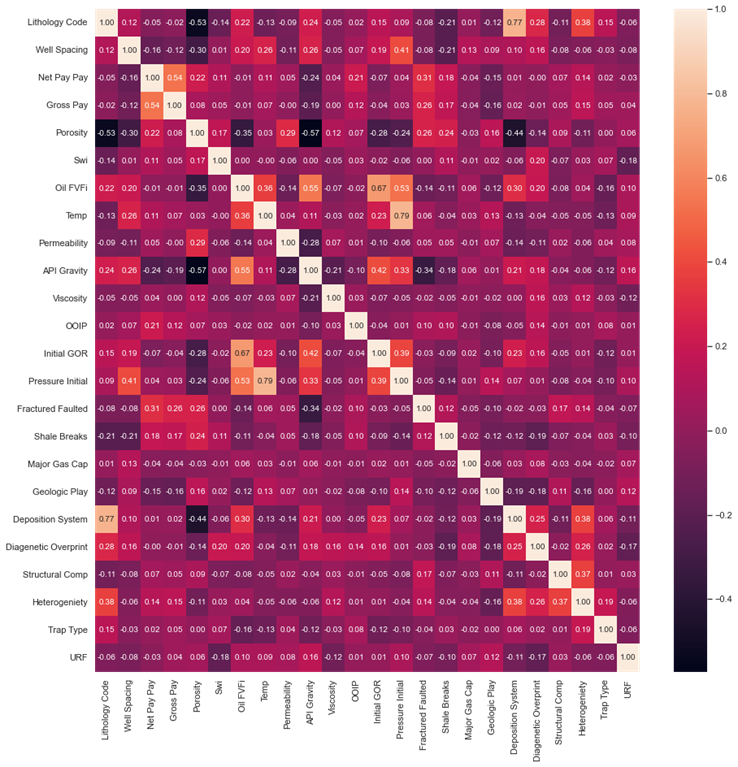 Lithology Code 1.00 0.12 -0.05 -0.02 -0.53 -0.14 0.22 -0.13 -0.09 0.24 -0.05 0.02 0.15 0.09 -0.08 -0.21 0.01 -0.12 0.77 0.28 -0.11 0.38 0.15 -0.06
Well Spacing 0.12 1.00 -0.16 -0.12 -0.30 0.01 0.20 0.26 -0.11 0.26 -0.05 0.07 0.19 0.41 -0.08 -0.21 0.13 0.09 0.10 0.16 -0.08 -0.06 -0.03 -0.08
Net Pay Pay -0.05 -0.16 1.00 0.54 0.22 0.11 -0.01 0.11 0.05 -0.24 0.04 0.21 -0.07 0.04 0.31 0.18 -0.04 -0.15 0.01 -0.00 0.07 0.14 0.02 -0.03
Gross Pay -0.02 -0.12 0.54 1.00 0.08 0.05 -0.01 0.07 -0.00 -0.19 0.00 0.12 -0.04 0.03 0.26 0.17 -0.04 -0.16 0.02 -0.01 0.05 0.15 0.05 0.04
Porosity -0.53 -0.30 0.22 0.08 1.00 0.17 -0.35 0.03 0.29 -0.57 0.12 0.07 -0.28 -0.24 0.26 0.24 -0.03 0.16 -0.44 -0.14 0.09 -0.11 0.00 0.06
Swi -0.14 0.01 0.11 0.05 0.17 1.00 0.00 -0.00 -0.06 0.00 -0.05 0.03 -0.02 -0.06 0.00 0.11 -0.01 0.02 -0.06 0.20 -0.07 0.03 0.07 -0.18
Oil FVFi 0.22 0.20 -0.01 -0.01 -0.35 0.00 1.00 0.36 -0.14 0.55 -0.07 -0.02 0.67 0.53 -0.14 -0.11 0.06 -0.12 0.30 0.20 -0.08 0.04 -0.16 0.10
Temp -0.13 0.26 0.11 0.07 0.03 -0.00 0.36 1.00 0.04 0.11 -0.03 0.02 0.23 0.79 0.06 -0.04 0.03 0.13 -0.13 -0.04 -0.05 -0.05 -0.13 0.09
Permeability -0.09 -0.11 0.05 -0.00 0.29 -0.06 -0.14 0.04 1.00 -0.28 0.07 0.01 -0.10 -0.06 0.05 0.05 -0.01 0.07 -0.14 -0.11 0.02 -0.06 0.04 0.08
API Gravity 0.24 0.26 -0.24 -0.19 -0.57 0.00 0.55 0.11 -0.28 1.00 -0.21 -0.10 0.42 0.33 -0.34 -0.18 0.06 0.01 0.21 0.18 -0.04 -0.06 -0.12 0.16
Viscosity -0.05 -0.05 0.04 0.00 0.12 -0.05 -0.07 -0.03 0.07 -0.21 1.00 0.03 -0.07 -0.05 -0.02 -0.05 -0.01 -0.02 0.00 0.16 0.03 0.12 -0.03 -0.12
OOIP 0.02 0.07 0.21 0.12 0.07 0.03 -0.02 0.02 0.01 -0.10 0.03 1.00 -0.04 0.01 0.10 0.10 -0.01 -0.08 -0.05 0.14 -0.01 0.01 0.08 0.01
Initial GOR 0.15 0.19 -0.07 -0.04 -0.28 -0.02 0.67 0.23 -0.10 0.42 -0.07 -0.04 1.00 0.39 -0.03 -0.09 0.02 -0.10 0.23 0.16 -0.05 0.01 -0.12 0.01
Pressure Initial 0.09 0.41 0.04 0.03 -0.24 -0.06 0.53 0.79 -0.06 0.33 -0.05 0.01 0.39 1.00 -0.05 -0.14 0.01 0.14 0.07 0.01 -0.08 -0.04 -0.10 0.10
Fractured Faulted -0.08 -0.08 0.31 0.26 0.26 0.00 -0.14 0.06 0.05 -0.34 -0.02 0.10 -0.03 -0.05 1.00 0.12 -0.05 -0.10 -0.02 -0.03 0.17 0.14 -0.04 -0.07
Shale Breaks -0.21 -0.21 0.18 0.17 0.24 0.11 -0.11 -0.04 0.05 -0.18 -0.05 0.10 -0.09 -0.14 0.12 1.00 -0.02 -0.12 -0.12 -0.19 -0.07 -0.04 0.03 -0.10
Major Gas Cap 0.01 0.13 -0.04 -0.04 -0.03 -0.01 0.06 0.03 -0.01 0.06 -0.01 -0.01 0.02 0.01 -0.05 -0.02 1.00 -0.06 0.03 0.08 -0.03 -0.04 -0.02 0.07
Geologic Play -0.12 0.09 -0.15 -0.16 0.16 0.02 -0.12 0.13 0.07 0.01 -0.02 -0.08 -0.10 0.14 -0.10 -0.12 -0.06 1.00 -0.19 -0.18 0.11 -0.16 0.00 0.12
Deposition System 0.77 0.10 0.01 0.02 -0.44 -0.06 0.30 -0.13 -0.14 0.21 0.00 -0.05 0.23 0.07 -0.02 -0.12 0.03 -0.19 1.00 0.25 -0.11 0.38 0.06 -0.11
Diagenetic Overprint 0.28 0.16 -0.00 -0.01 -0.14 0.20 0.20 -0.04 -0.11 0.18 0.16 0.14 0.16 0.01 -0.03 -0.19 0.08 -0.18 0.25 1.00 -0.02 0.26 0.02 -0.17
Structural Comp -0.11 -0.08 0.07 0.05 0.09 -0.07 -0.08 -0.05 0.02 -0.04 0.03 -0.01 -0.05 -0.08 0.17 -0.07 -0.03 0.11 -0.11 -0.02 1.00 0.37 0.01 0.03
Heterogeniety 0.38 -0.06 0.14 0.15 -0.11 0.03 0.04 -0.05 -0.06 -0.06 0.12 0.01 0.01 -0.04 0.14 -0.04 -0.04 -0.16 0.38 0.26 0.37 1.00 0.19 -0.06
Trap Type 0.15 -0.03 0.02 0.05 0.00 0.07 -0.16 -0.13 0.04 -0.12 -0.03 0.08 -0.12 -0.10 -0.04 0.03 -0.02 0.00 0.06 0.02 0.01 0.19 1.00 -0.06
URF -0.06 -0.08 -0.03 0.04 0.06 -0.18 0.10 0.09 0.08 0.16 -0.12 0.01 0.01 0.10 -0.07 -0.10 0.07 0.12 -0.11 -0.17 0.03 -0.06 -0.06 1.00
Lithology Code Well Spacing Net Pay Pay Gross Pay Porosity Swi Oil FVFi Temp Permeability API Gravity Viscosity OOIP Initial GOR Pressure Initial Fractured Faulted Shale Breaks Major Gas Cap Geologic Play Deposition System Diagenetic Overprint Structural Comp Heterogeniety Trap Type URF
1.0
0.8
0.6
0.4
0.2
0.0
-0.2
-0.4